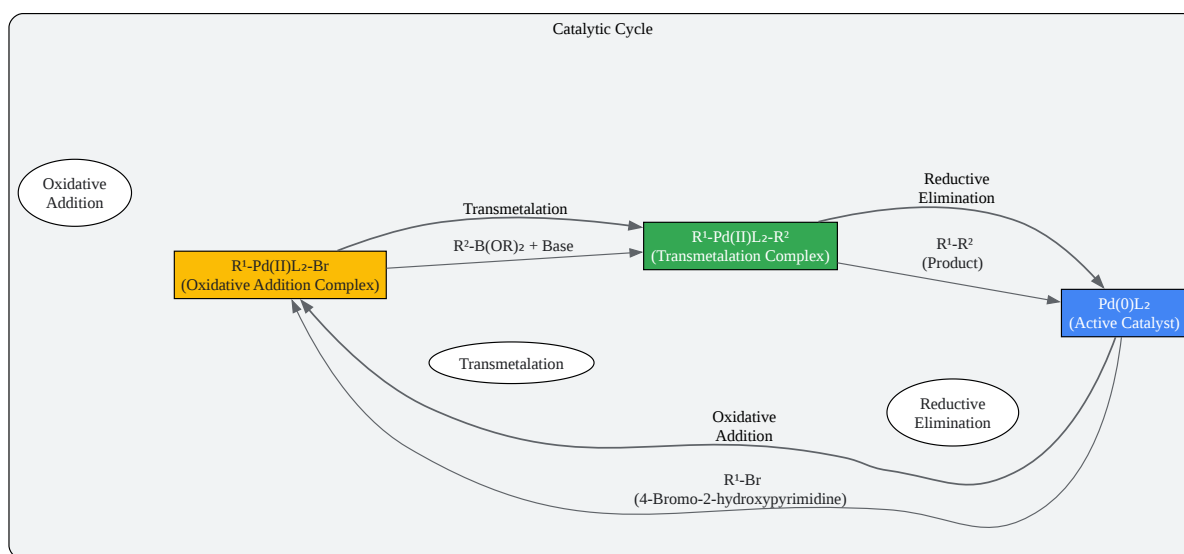 Catalytic Cycle
Oxidative
Addition
Transmetalation
R²-B(OR)₂ + Base
R¹-Pd(II)L₂-Br
(Oxidative Addition Complex)
R¹-Pd(II)L₂-R²
(Transmetalation Complex)
Reductive
Elimination
R¹-R²
(Product)
Pd(0)L₂
(Active Catalyst)
Transmetalation
Reductive
Elimination
Oxidative
Addition
R¹-Br
(4-Bromo-2-hydroxypyrimidine)